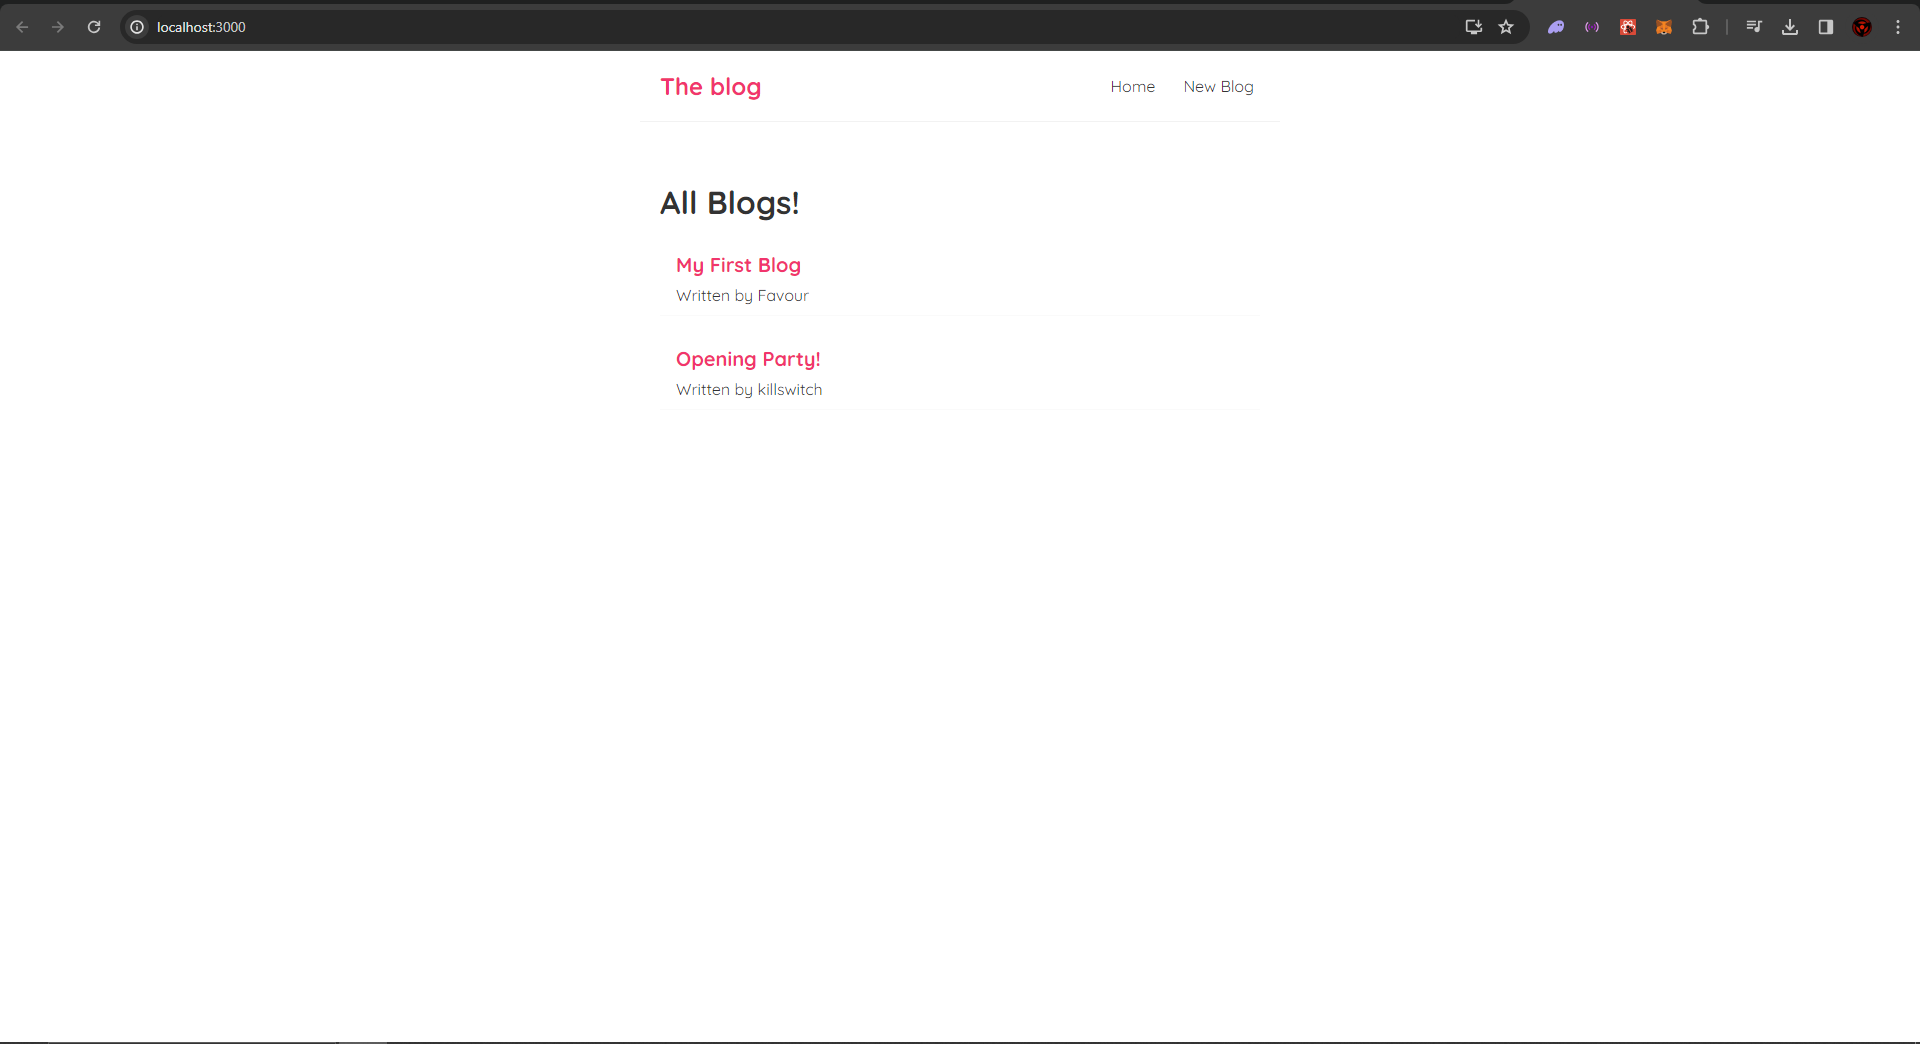 localhost:3000
The blog
Home
New Blog
All Blogs!
My First Blog
Written by Favour
Opening Party!
Written by killswitch